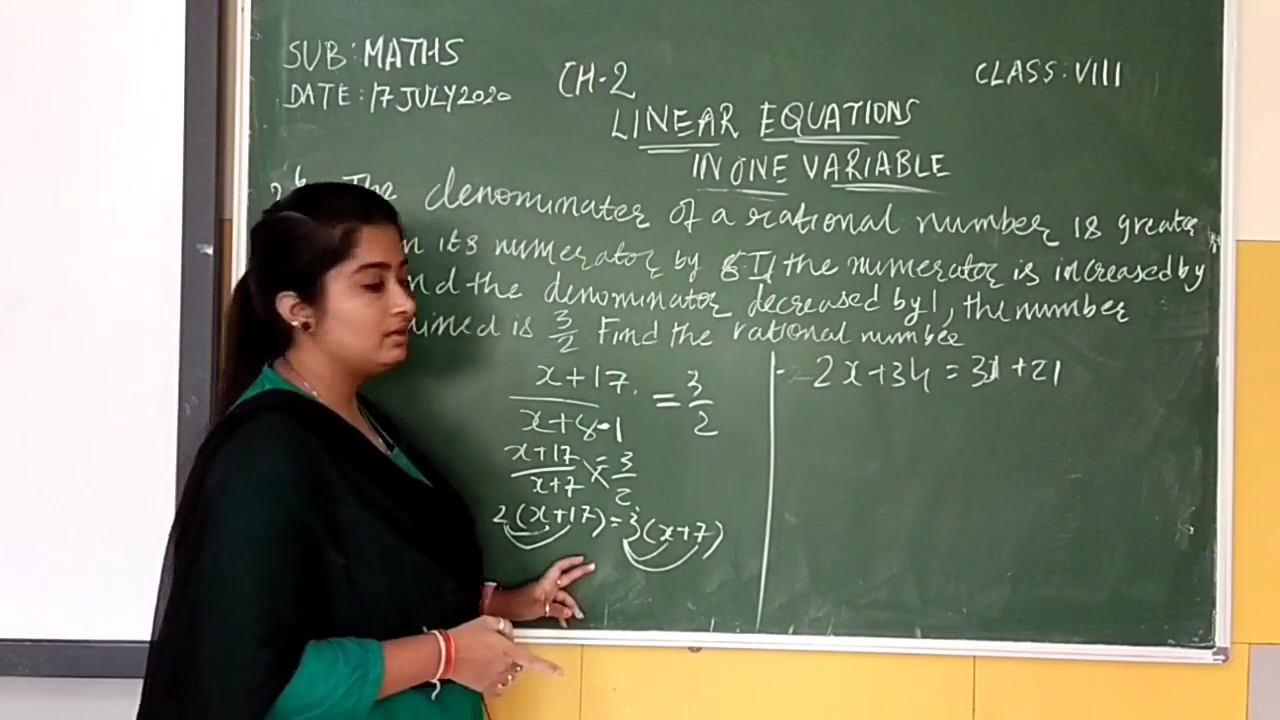 SUB: MATHS
DATE: 17 JULY 2020
CH-2
CLASS: VIII
LINEAR EQUATIONS
IN ONE VARIABLE
The denominater of a rational number is greater
its numerator by 8 If the numerator is increased by
the denominator decreased by 1, the number
is 3/2 Find the rational number
x+17 / x+8-1 = 3/2
x+17 / x+7 = 3/2
2(x+17) = 3(x+7)
2x+34 = 3x+21